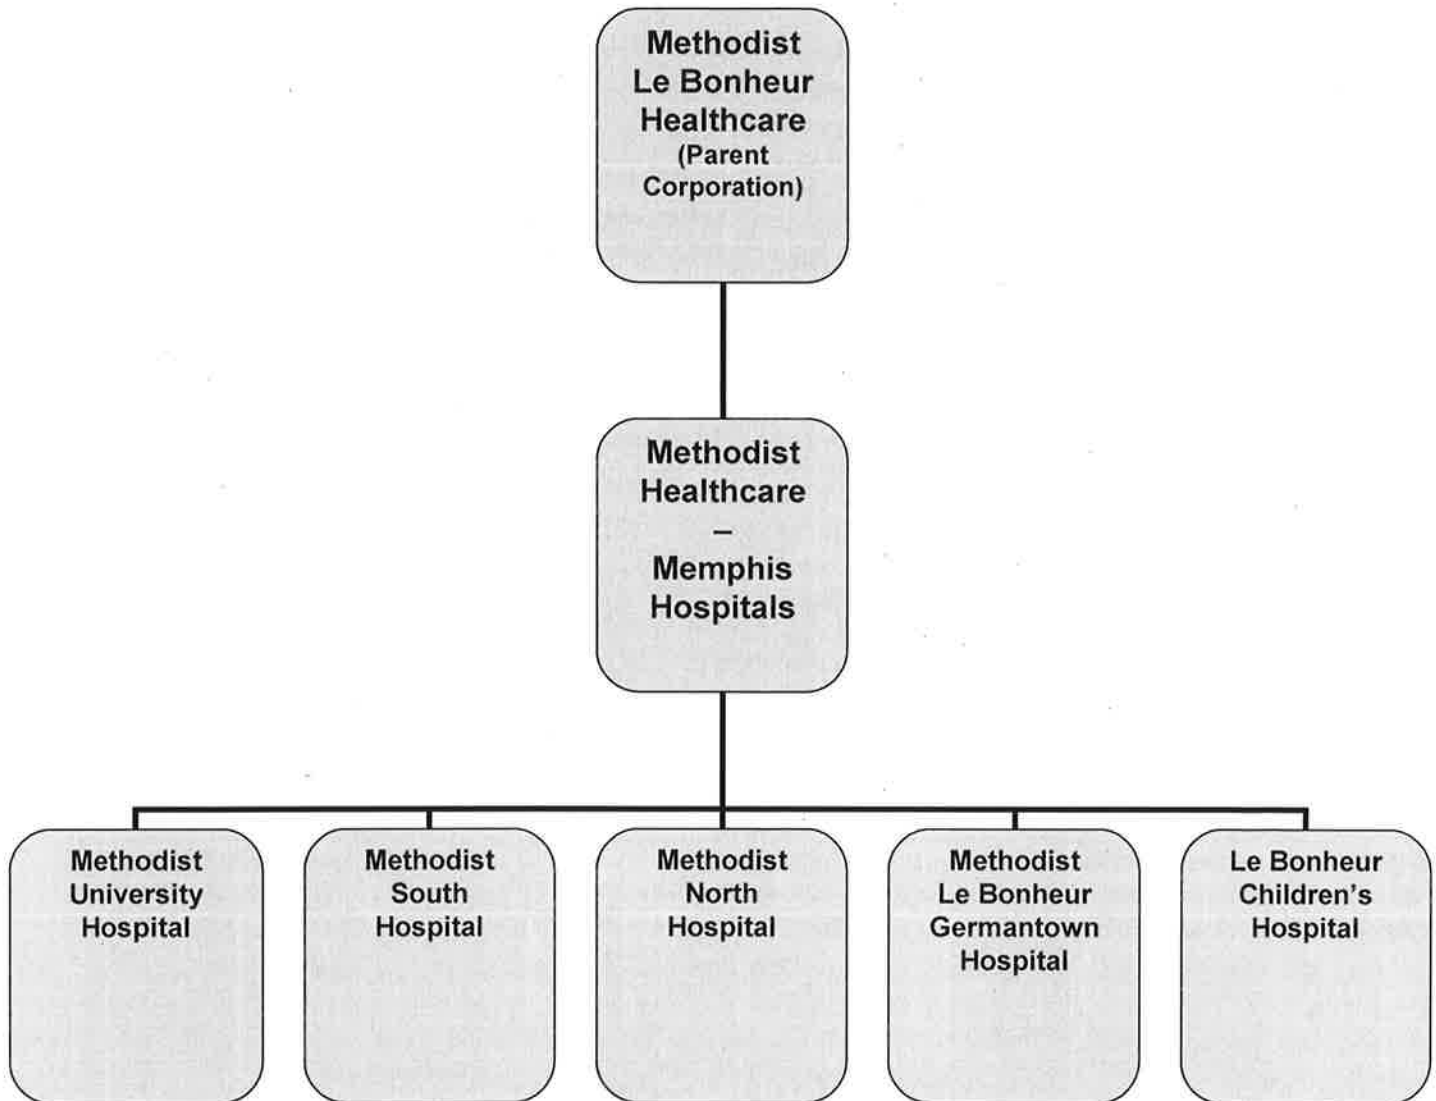 Methodist
Le Bonheur
Healthcare
(Parent
Corporation)
Methodist
Healthcare
–
Memphis
Hospitals
Methodist
University
Hospital
Methodist
South
Hospital
Methodist
North
Hospital
Methodist
Le Bonheur
Germantown
Hospital
Le Bonheur
Children’s
Hospital